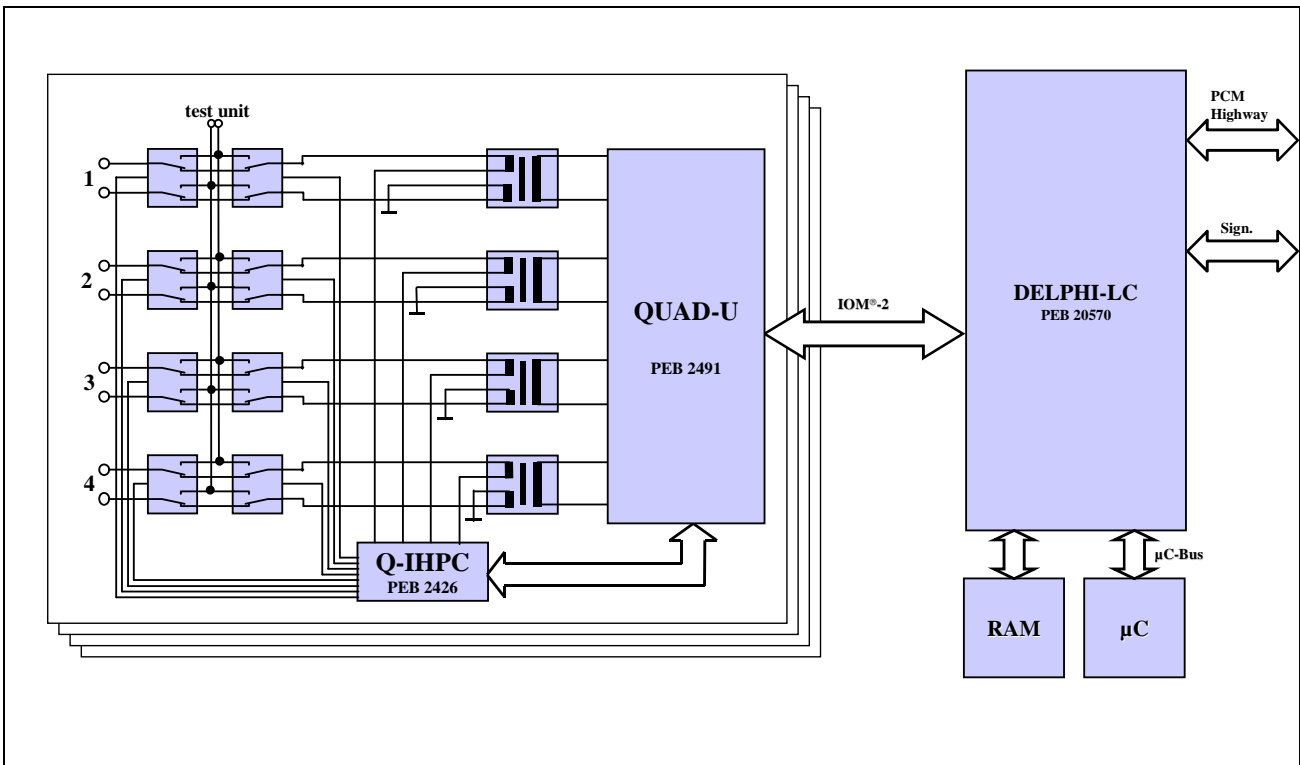 test unit
1
2
3
4
QUAD-U
PEB 2491
Q-IHPC
PEB 2426
IOM®-2
DELPHI-LC
PEB 20570
PCM
Highway
Sign.
µC-Bus
RAM
µC